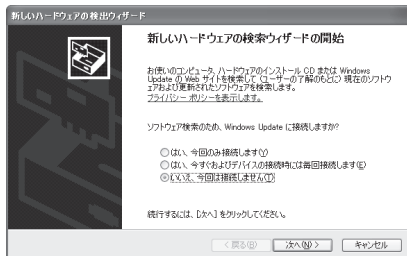 新しいハードウェアの検出ウィザード
新しいハードウェアの検索ウィザードの開始
お使いのコンピュータ、ハードウェアのインストール CD または Windows
Update の Web サイトを検索して (ユーザーの了解のもとに) 現在のソフトウ
ェアおよび更新されたソフトウェアを検索します。
プライバシー ポリシーを表示します。
ソフトウェア検索のため、Windows Update に接続しますか?
はい、今回のみ接続します(Y)
はい、今すぐおよびデバイスの接続時には毎回接続します(E)
いいえ、今回は接続しません(T)
続行するには、[次へ] をクリックしてください。
< 戻る(B)
次へ(N) >
キャンセル